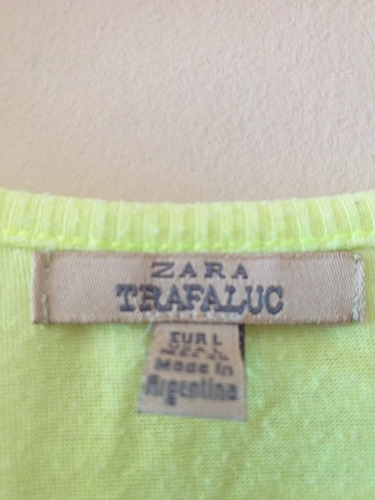 ZARA
TRAFALUC
EUR L
Made in
Argentina